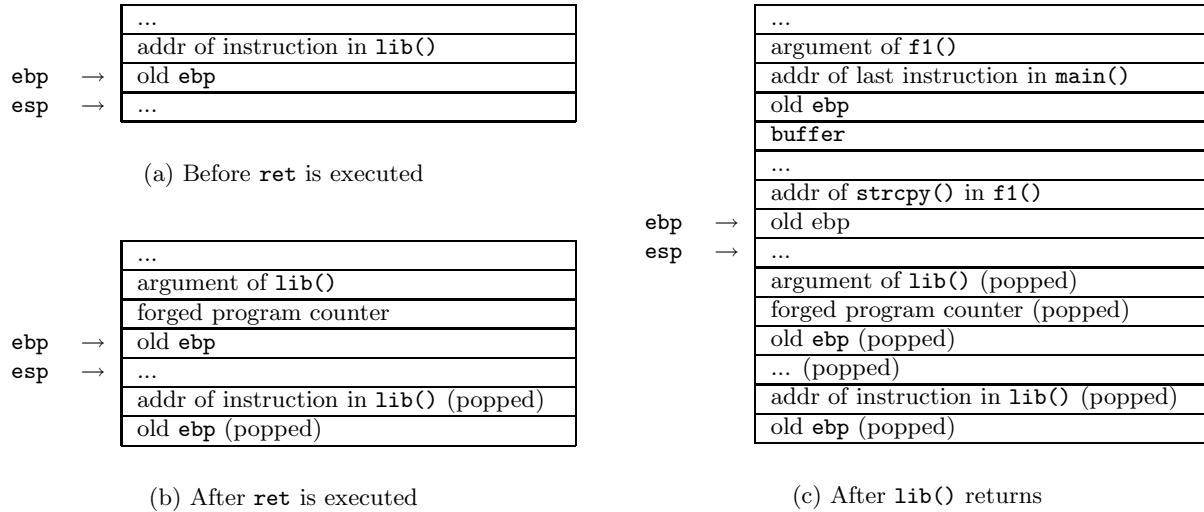 ...
addr of instruction in lib()
ebp → old ebp
esp → ...
(a) Before ret is executed
...
argument of lib()
forged program counter
ebp → old ebp
esp → ...
addr of instruction in lib() (popped)
old ebp (popped)
(b) After ret is executed
...
argument of f1()
addr of last instruction in main()
old ebp
buffer
...
addr of strcpy() in f1()
ebp → old ebp
esp → ...
argument of lib() (popped)
forged program counter (popped)
old ebp (popped)
... (popped)
addr of instruction in lib() (popped)
old ebp (popped)
(c) After lib() returns